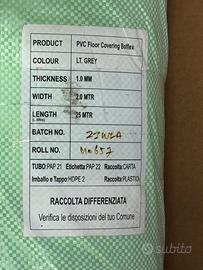 PRODUCT PVC Floor Covering Bolflex
COLOUR LT. GREY
THICKNESS 1.0 MM
WIDTH 2.0 MTR
LENGTH 25 MTR
BATCH NO.
ROLL NO.
TUBO:PAP 21 Etichetta:PAP 22 Raccolta:CARTA
Imballo e Tappo:HDPE 2 Raccolta:PLASTICA
RACCOLTA DIFFERENZIATA
Verifica le disposizioni del tuo Comune
subito